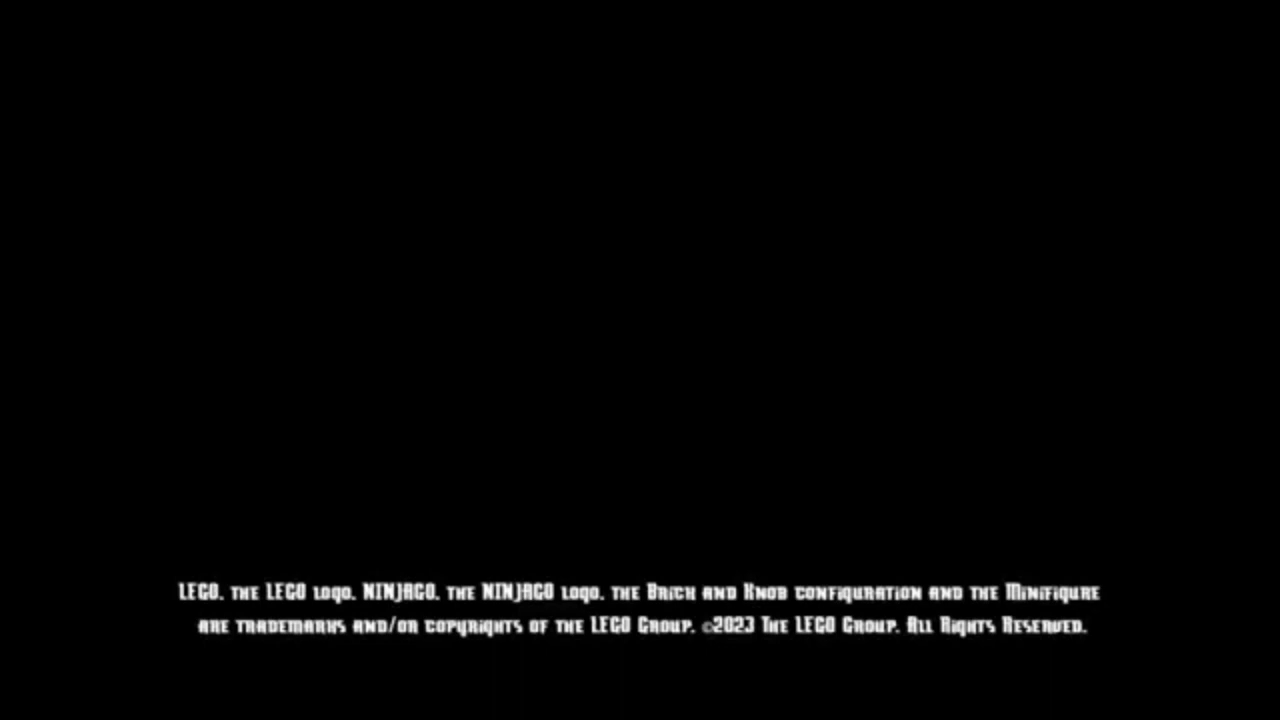 LEGO, the LEGO logo, NINJAGO, the NINJAGO logo, the Brick and Knob configuration and the Minifigure
are trademarks and/or copyrights of the LEGO Group. ©2023 The LEGO Group. All Rights Reserved.